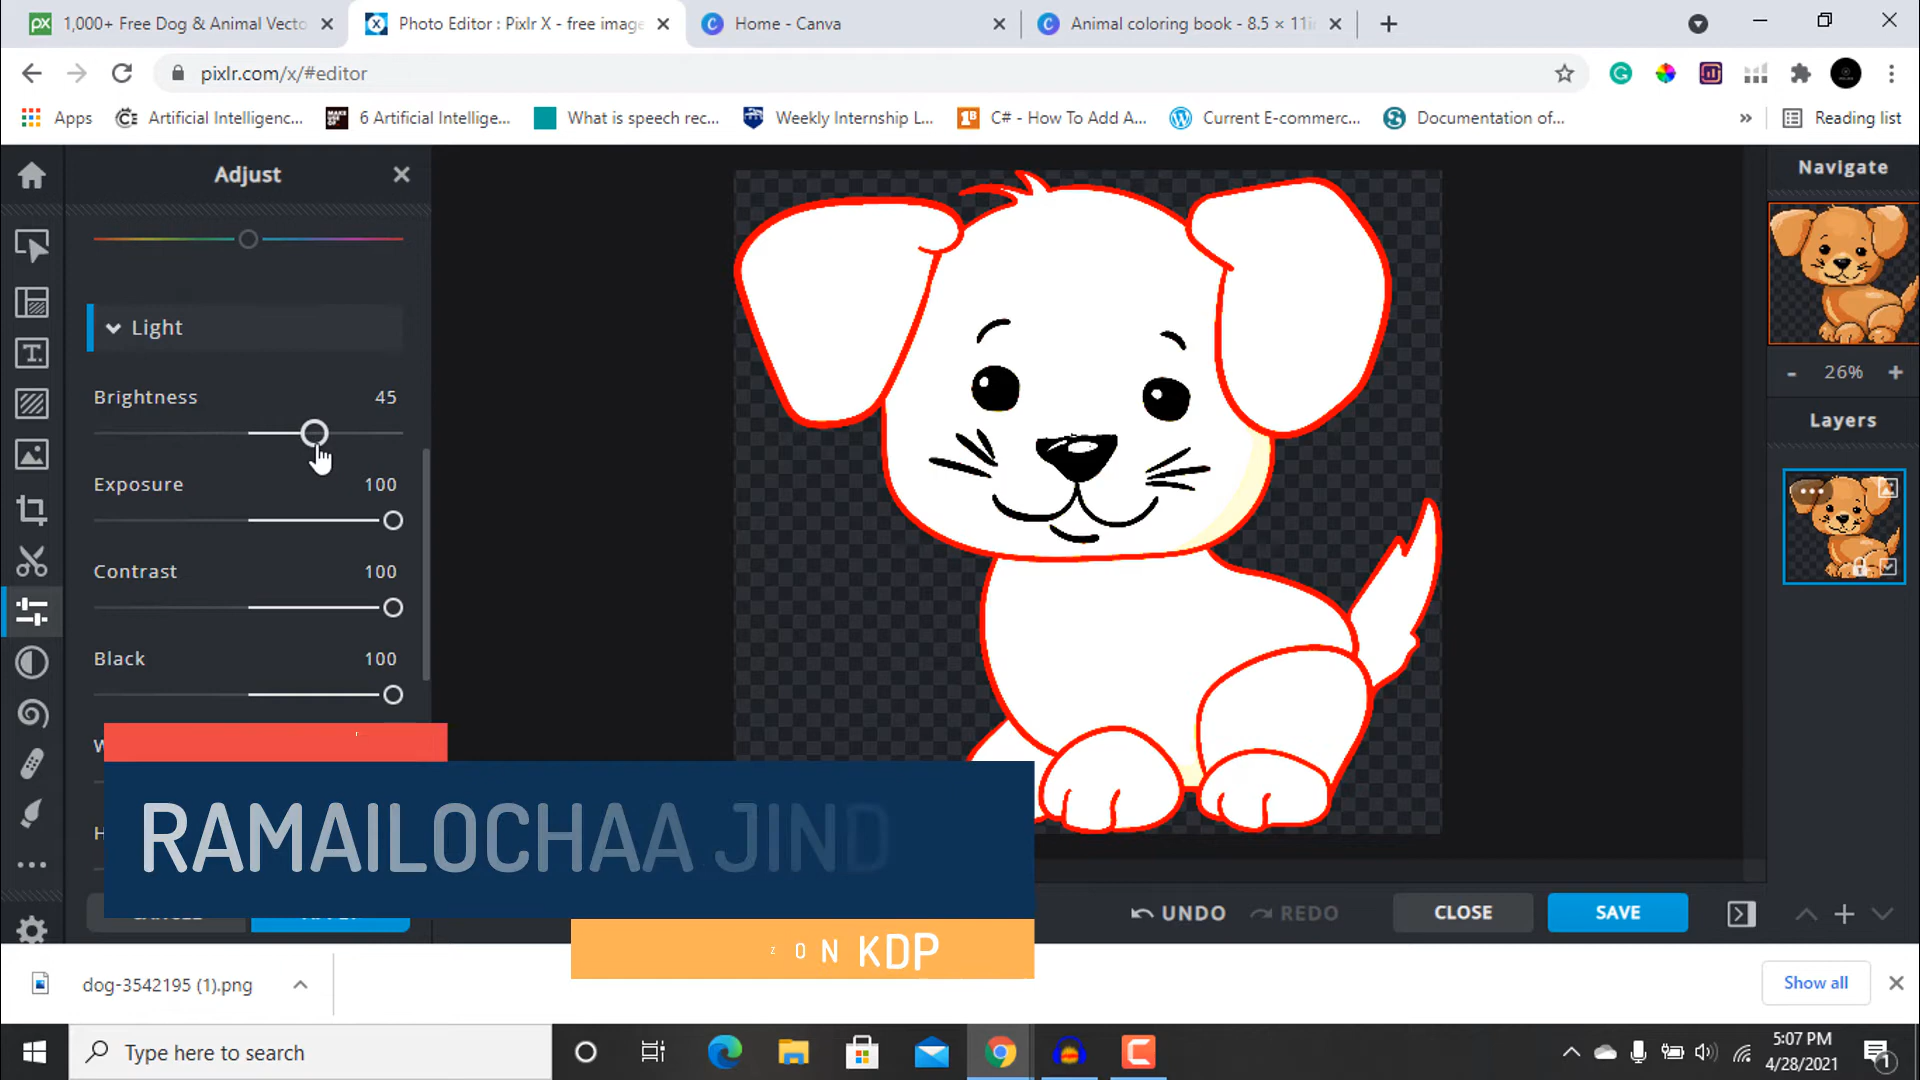 1,000+ Free Dog & Animal Vecto
Photo Editor : Pixlr X - free image
Home - Canva
Animal coloring book - 8.5 × 11in
pixlr.com/x/#editor
Apps
Artificial Intelligenc...
6 Artificial Intellige...
What is speech rec...
Weekly Internship L...
C# - How To Add A...
Current E-commerc...
Documentation of...
Reading list
Adjust
Navigate
Light
Brightness 45
26%
Layers
Exposure 100
Contrast 100
Black 100
RAMAILOCHAA JIND
ON KDP
UNDO
REDO
CLOSE
SAVE
dog-3542195 (1).png
Show all
Type here to search
5:07 PM
4/28/2021
1